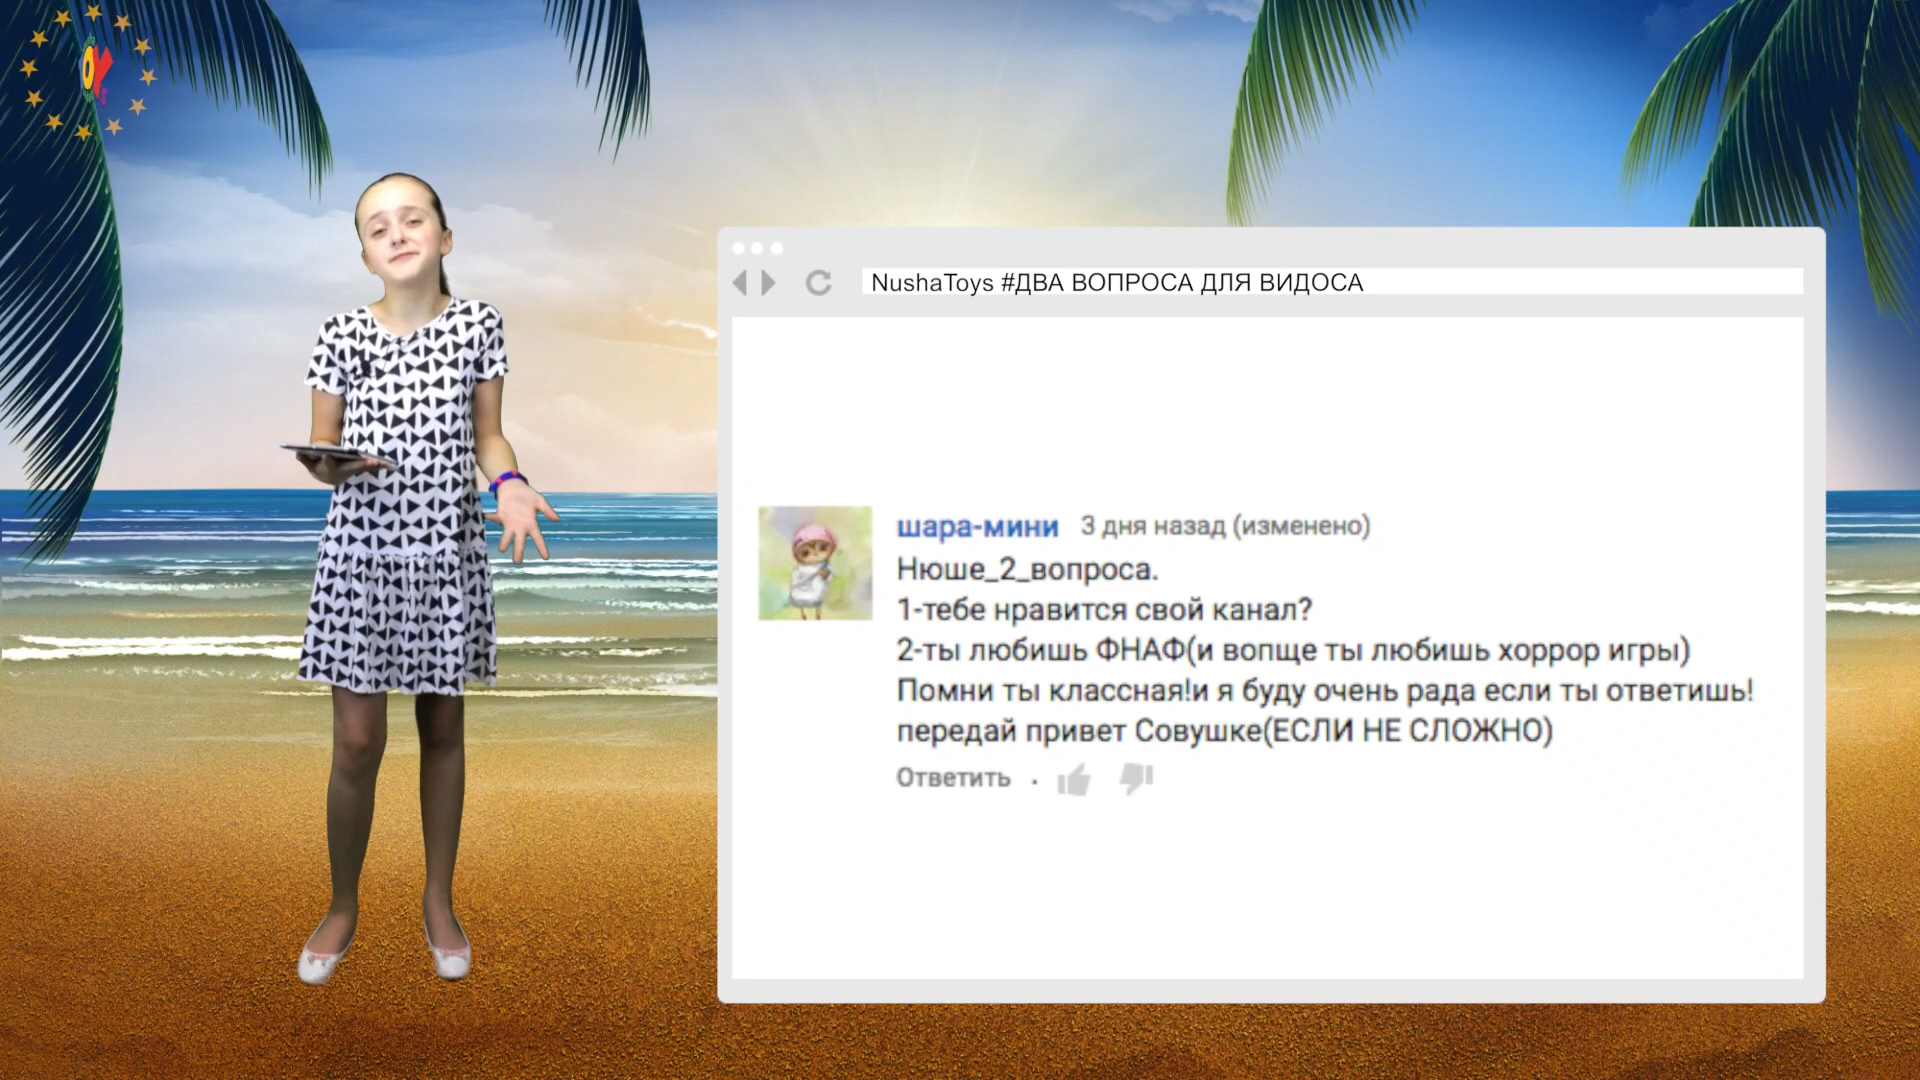 NushaToys #ДВА ВОПРОСА ДЛЯ ВИДОСА
шара-мини 3 дня назад (изменено)
Нюше_2_вопроса.
1-тебе нравится свой канал?
2-ты любишь ФНАФ(и вопще ты любишь хоррор игры)
Помни ты классная!и я буду очень рада если ты ответишь!
передай привет Совушке(ЕСЛИ НЕ СЛОЖНО)
Ответить .